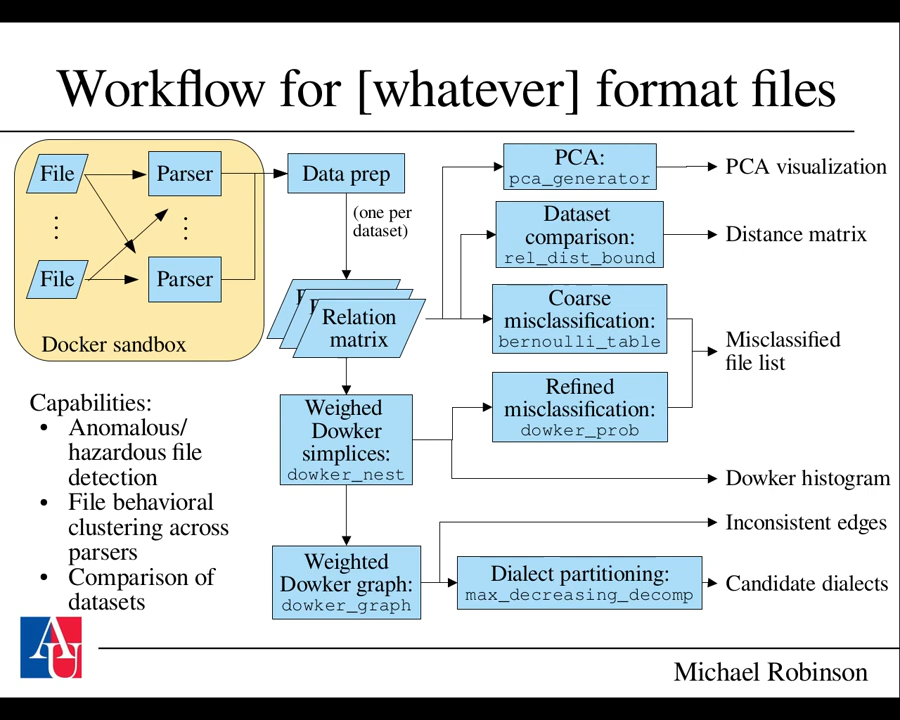 Workflow for [whatever] format files
File
Parser
⋮
⋮
File
Parser
Docker sandbox
Data prep
(one per
dataset)
Relation
matrix
Weighed
Dowker
simplices:
dowker_nest
Weighted
Dowker graph:
dowker_graph
PCA:
pca_generator
Dataset
comparison:
rel_dist_bound
Coarse
misclassification:
bernoulli_table
Refined
misclassification:
dowker_prob
Dialect partitioning:
max_decreasing_decomp
PCA visualization
Distance matrix
Misclassified
file list
Dowker histogram
Inconsistent edges
Candidate dialects
Capabilities:
• Anomalous/
hazardous file
detection
• File behavioral
clustering across
parsers
• Comparison of
datasets
AU
Michael Robinson